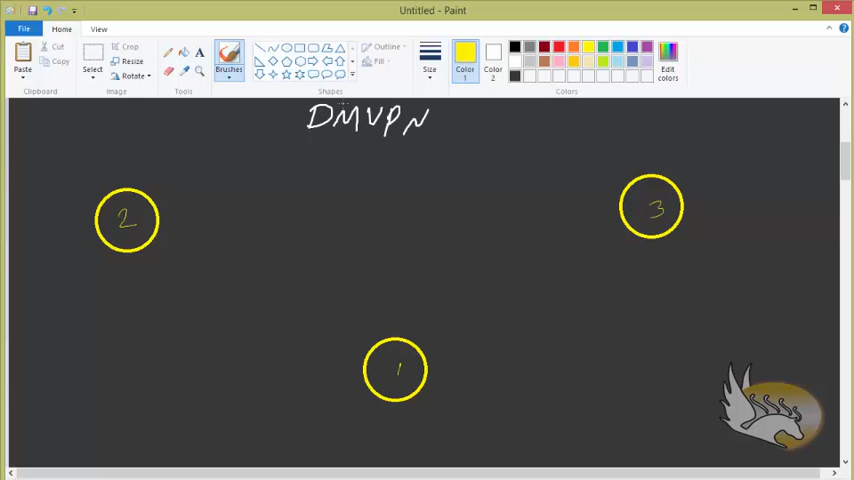 Untitled - Paint
File
Home
View
Paste
Cut
Copy
Clipboard
Select
Crop
Resize
Rotate
Image
A
Tools
Brushes
Shapes
Outline
Fill
Size
Color 1
Color 2
Edit colors
Colors
DMVPN
2
3
1